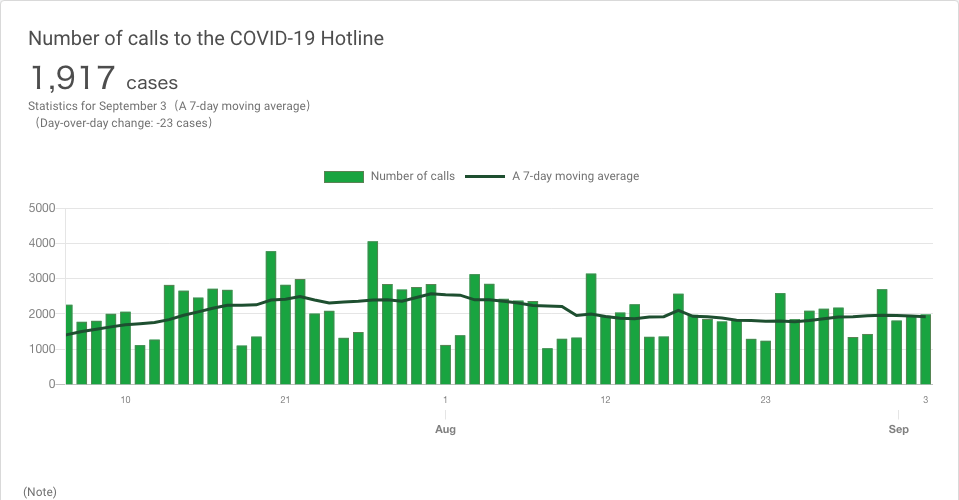 Number of calls to the COVID-19 Hotline
1,917 cases
Statistics for September 3（A 7-day moving average）
（Day-over-day change: -23 cases）
Number of calls
A 7-day moving average
5000
4000
3000
2000
1000
0
10 21 1 12 23 3
Aug Sep
(Note)